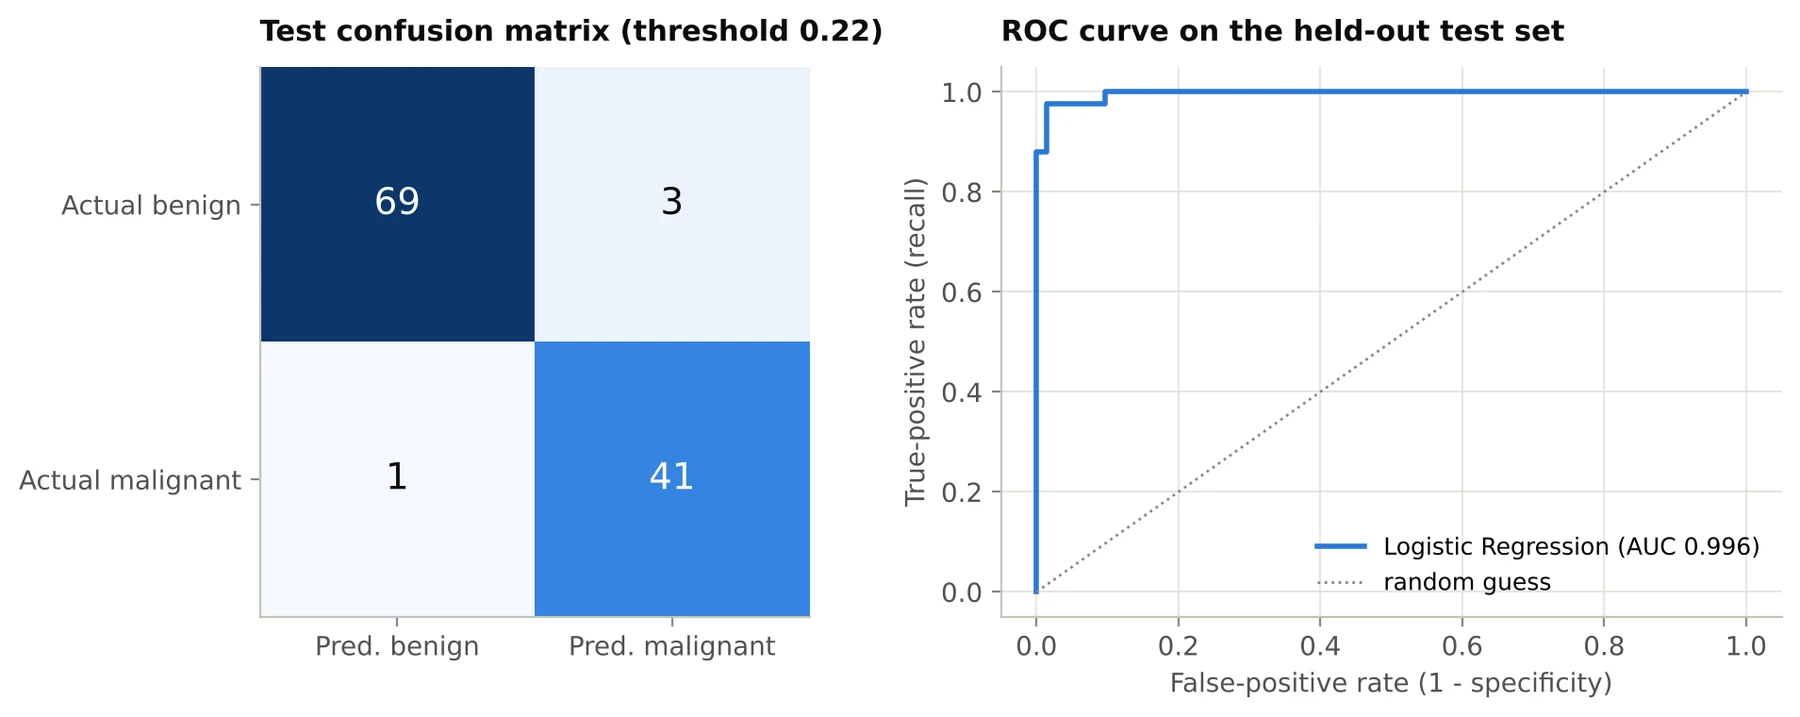 Test confusion matrix (threshold 0.22)
Actual benign
69
3
Actual malignant
1
41
Pred. benign
Pred. malignant
ROC curve on the held-out test set
True-positive rate (recall)
1.0
0.8
0.6
0.4
0.2
0.0
Logistic Regression (AUC 0.996)
random guess
0.0 0.2 0.4 0.6 0.8 1.0
False-positive rate (1 - specificity)